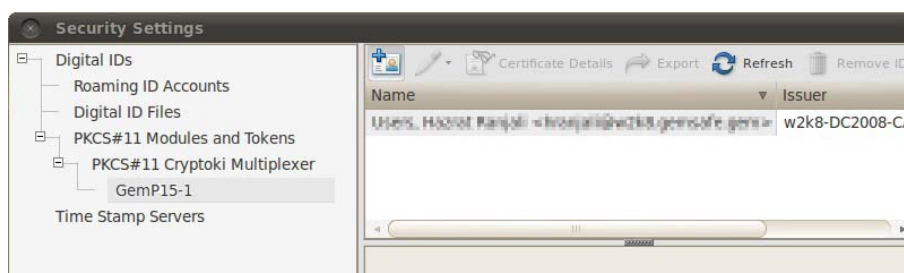 Security Settings
Digital IDs
Roaming ID Accounts
Digital ID Files
PKCS#11 Modules and Tokens
PKCS#11 Cryptoki Multiplexer
GemP15-1
Time Stamp Servers
Certificate Details Export Refresh Remove ID
Name Issuer
w2k8-DC2008-C